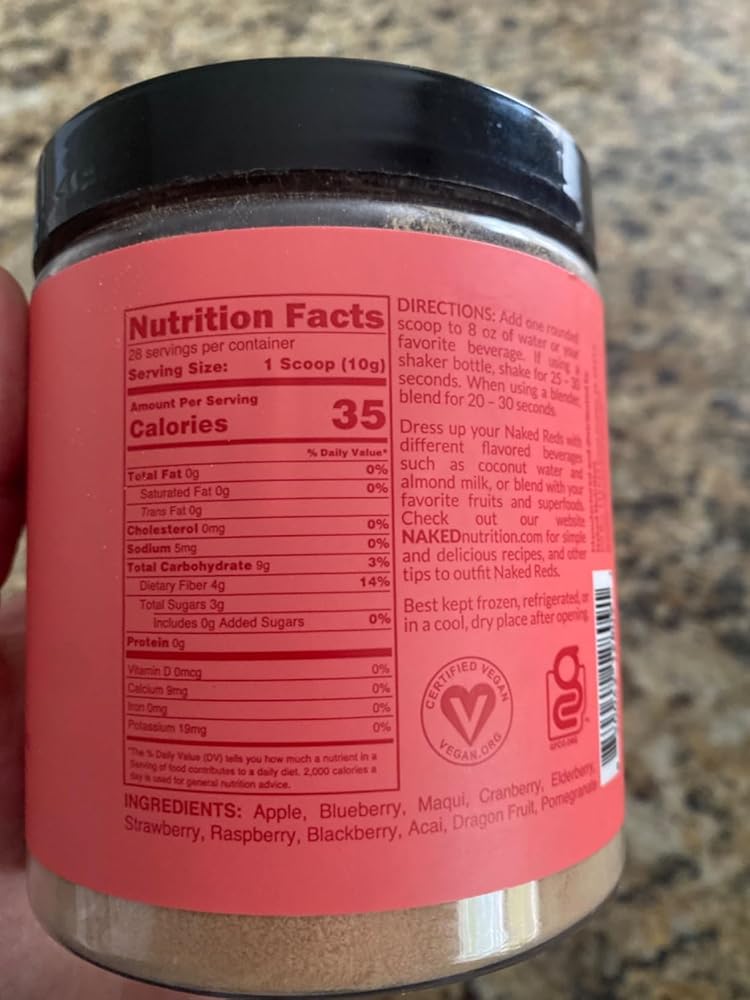 Nutrition Facts
28 servings per container
Serving Size: 1 Scoop (10g)
Amount Per Serving
Calories 35
% Daily Value*
Total Fat 0g 0%
Saturated Fat 0g 0%
Trans Fat 0g
Cholesterol 0mg 0%
Sodium 5mg 0%
Total Carbohydrate 9g 3%
Dietary Fiber 4g 14%
Total Sugars 3g
Includes 0g Added Sugars 0%
Protein 0g
Vitamin D 0mcg 0%
Calcium 9mg 0%
Iron 0mg 0%
Potassium 19mg 0%
*The % Daily Value (DV) tells you how much a nutrient in a
Serving of food contributes to a daily diet. 2,000 calories a
day is used for general nutrition advice.
INGREDIENTS: Apple, Blueberry, Maqui, Cranberry, Elderberry,
Strawberry, Raspberry, Blackberry, Acai, Dragon Fruit, Pomegranate
DIRECTIONS: Add one rounded
scoop to 8 oz of water or your
favorite beverage. If using a
shaker bottle, shake for 25 -
seconds. When using a blender,
blend for 20 – 30 seconds.
Dress up your Naked Reds with
different flavored beverages
such as coconut water and
almond milk, or blend with your
favorite fruits and superfoods.
Check out our website
NAKEDnutrition.com for simple
and delicious recipes, and other
tips to outfit Naked Reds.
Best kept frozen, refrigerated, or
in a cool, dry place after opening.
CERTIFIED VEGAN
V
VEGAN.ORG
g
GFCO.ORG